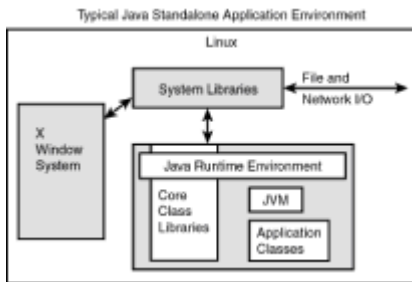 Typical Java Standalone Application Environment
Linux
System Libraries
File and
Network I/O
X
Window
System
Java Runtime Environment
Core
Class
Libraries
JVM
Application
Classes